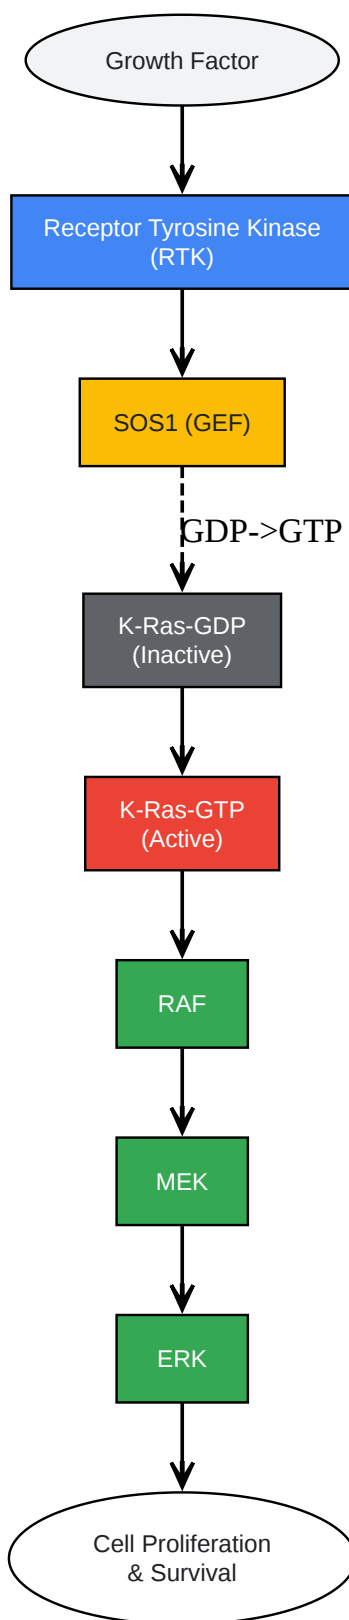 Growth Factor
Receptor Tyrosine Kinase
(RTK)
SOS1 (GEF)
GDP->GTP
K-Ras-GDP
(Inactive)
K-Ras-GTP
(Active)
RAF
MEK
ERK
Cell Proliferation
& Survival